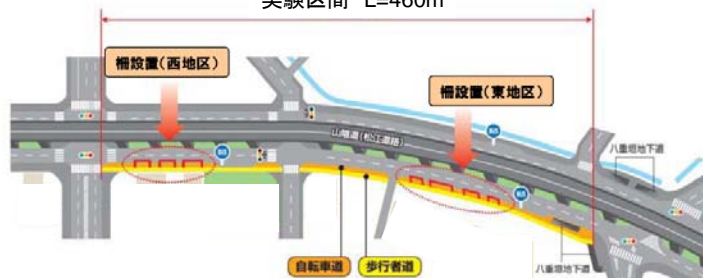 実験区間 L=460m
柵設置(西地区)
柵設置(東地区)
山陰道(松江道路)
八重垣地下道
自転車道
歩行者道
八重垣地下道